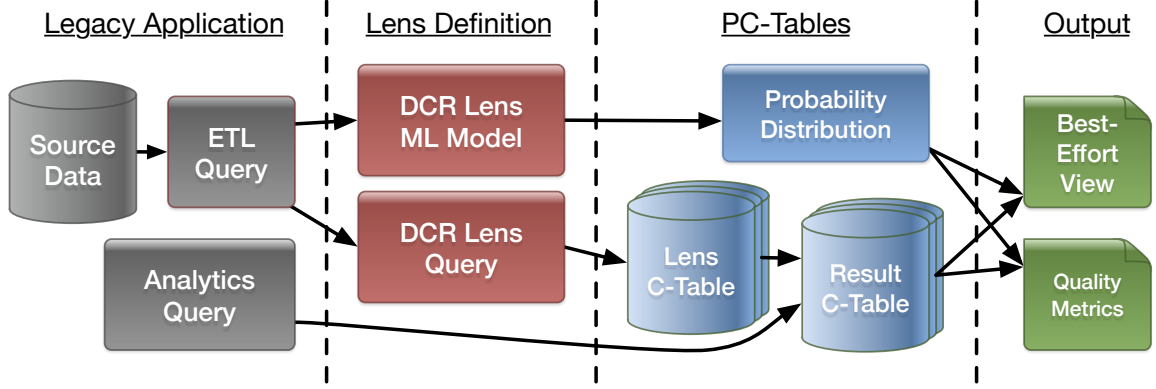 Legacy Application
Lens Definition
PC-Tables
Output
Source
Data
ETL
Query
Analytics
Query
DCR Lens
ML Model
DCR Lens
Query
Probability
Distribution
Lens
C-Table
Result
C-Table
Best-
Effort
View
Quality
Metrics